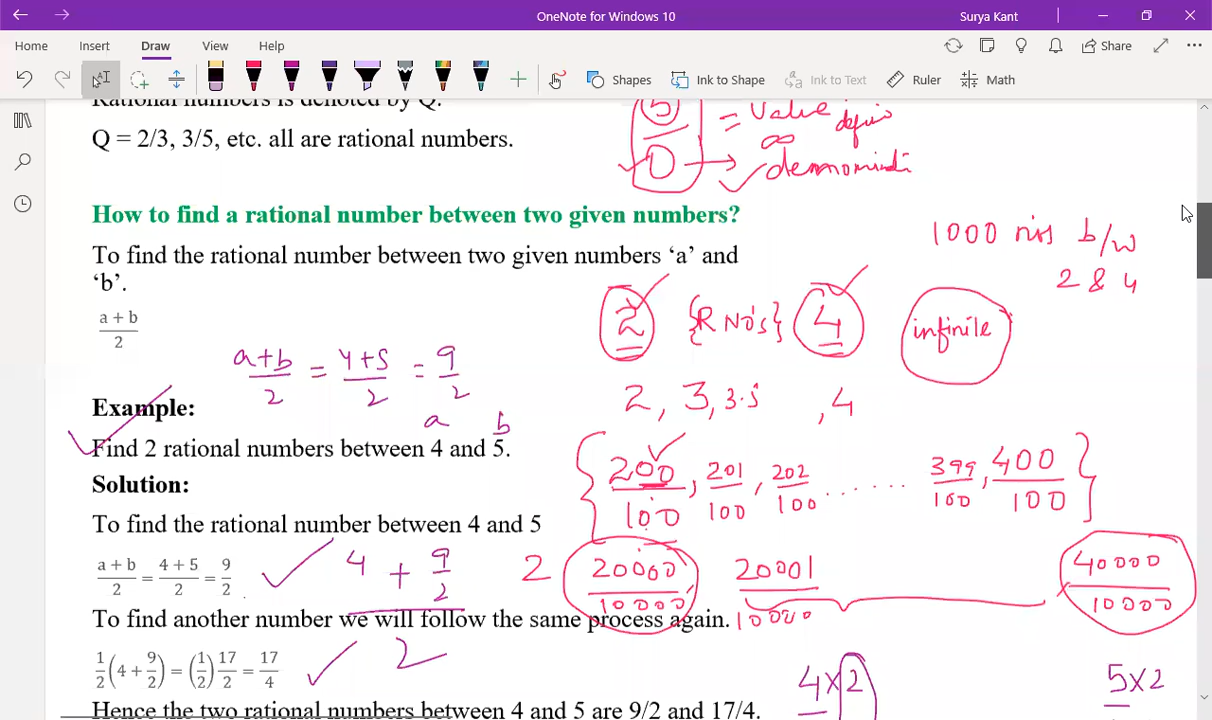 OneNote for Windows 10
Surya Kant
Home Insert Draw View Help
Share
Shapes Ink to Shape Ink to Text Ruler Math
Rational numbers is denoted by Q.
Q = 2/3, 3/5, etc. all are rational numbers.
5/0 = Value
∞
How to find a rational number between two given numbers?
1000 b/w
2 & 4
To find the rational number between two given numbers ‘a’ and
‘b’.
a + b / 2
2 {R No's} 4 infinite
a+b/2 = 4+5/2 = 9/2
2, 3, 3.5 , 4
Example:
a b
Find 2 rational numbers between 4 and 5.
{200/100, 201/100, 202/100 ........ 399/100, 400/100}
Solution:
To find the rational number between 4 and 5
a + b / 2 = 4 + 5 / 2 = 9/2 .
4 + 9/2
2
2 20000/10000 20001/10000 40000/10000
To find another number we will follow the same process again.
1/2 (4 + 9/2) = (1/2) 17/2 = 17/4
4×2 5×2
Hence the two rational numbers between 4 and 5 are 9/2 and 17/4.